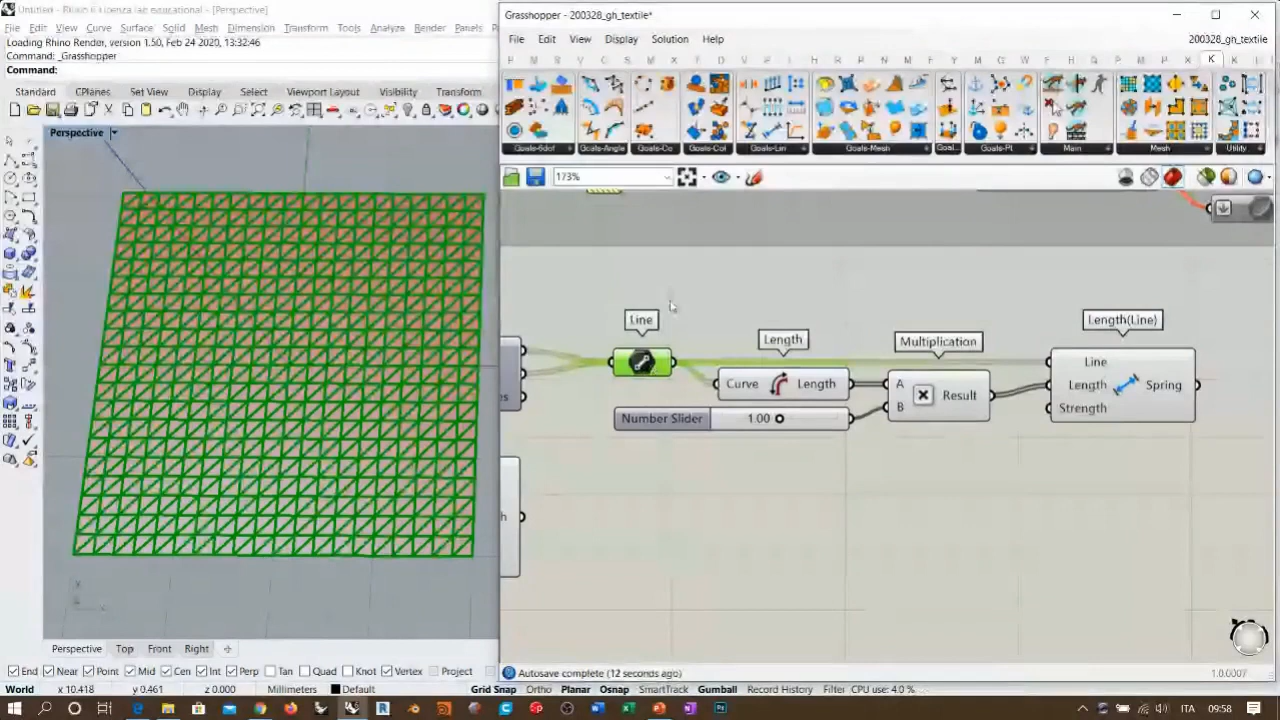 Untitled - Rhino 6 Licenza lab educational - [Perspective]
File Edit View Curve Surface Solid Mesh Dimension Transform Tools Analyze Render Panels
Loading Rhino Render, version 1.50, Feb 24 2020, 13:32:46
Command: _Grasshopper
Command:
Standard CPlanes Set View Display Select Viewport Layout Visibility Transform
Perspective
Grasshopper - 200328_gh_textile*
File Edit View Display Solution Help 200328_gh_textile
K
Goals-6dof Goals-Angle Goals-Co Goals-Col Goals-Lin Goals-Mesh Goal... Goals-Pt Main Mesh Utility
173%
Line
Length
Multiplication
Length(Line)
Curve Length
Number Slider 1.00
A
B
Result
Line
Length
Strength
Spring
es
h
Perspective Top Front Right
End Near Point Mid Cen Int Perp Tan Quad Knot Vertex Project
Autosave complete (12 seconds ago) 1.0.0007
World x 10.418 y 0.461 z 0.000 Millimeters Default Grid Snap Ortho Planar Osnap SmartTrack Gumball Record History Filter CPU use: 4.0 %
ITA 09:58